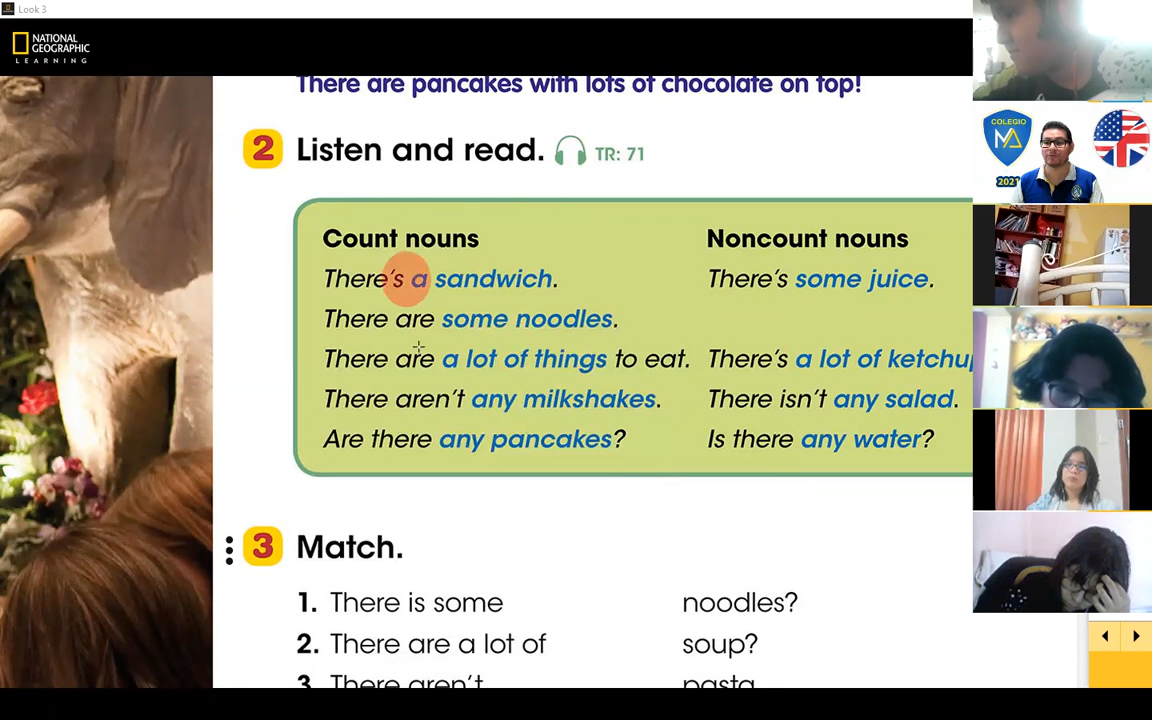 Look 3
NATIONAL
GEOGRAPHIC
LEARNING
There are pancakes with lots of chocolate on top!
2 Listen and read. TR: 71
Count nouns Noncount nouns
There's a sandwich. There's some juice.
There are some noodles.
There are a lot of things to eat. There's a lot of ketchup
There aren't any milkshakes. There isn't any salad.
Are there any pancakes? Is there any water?
3 Match.
1. There is some noodles?
2. There are a lot of soup?
3. There aren't pasta
COLEGIO
MA
2021